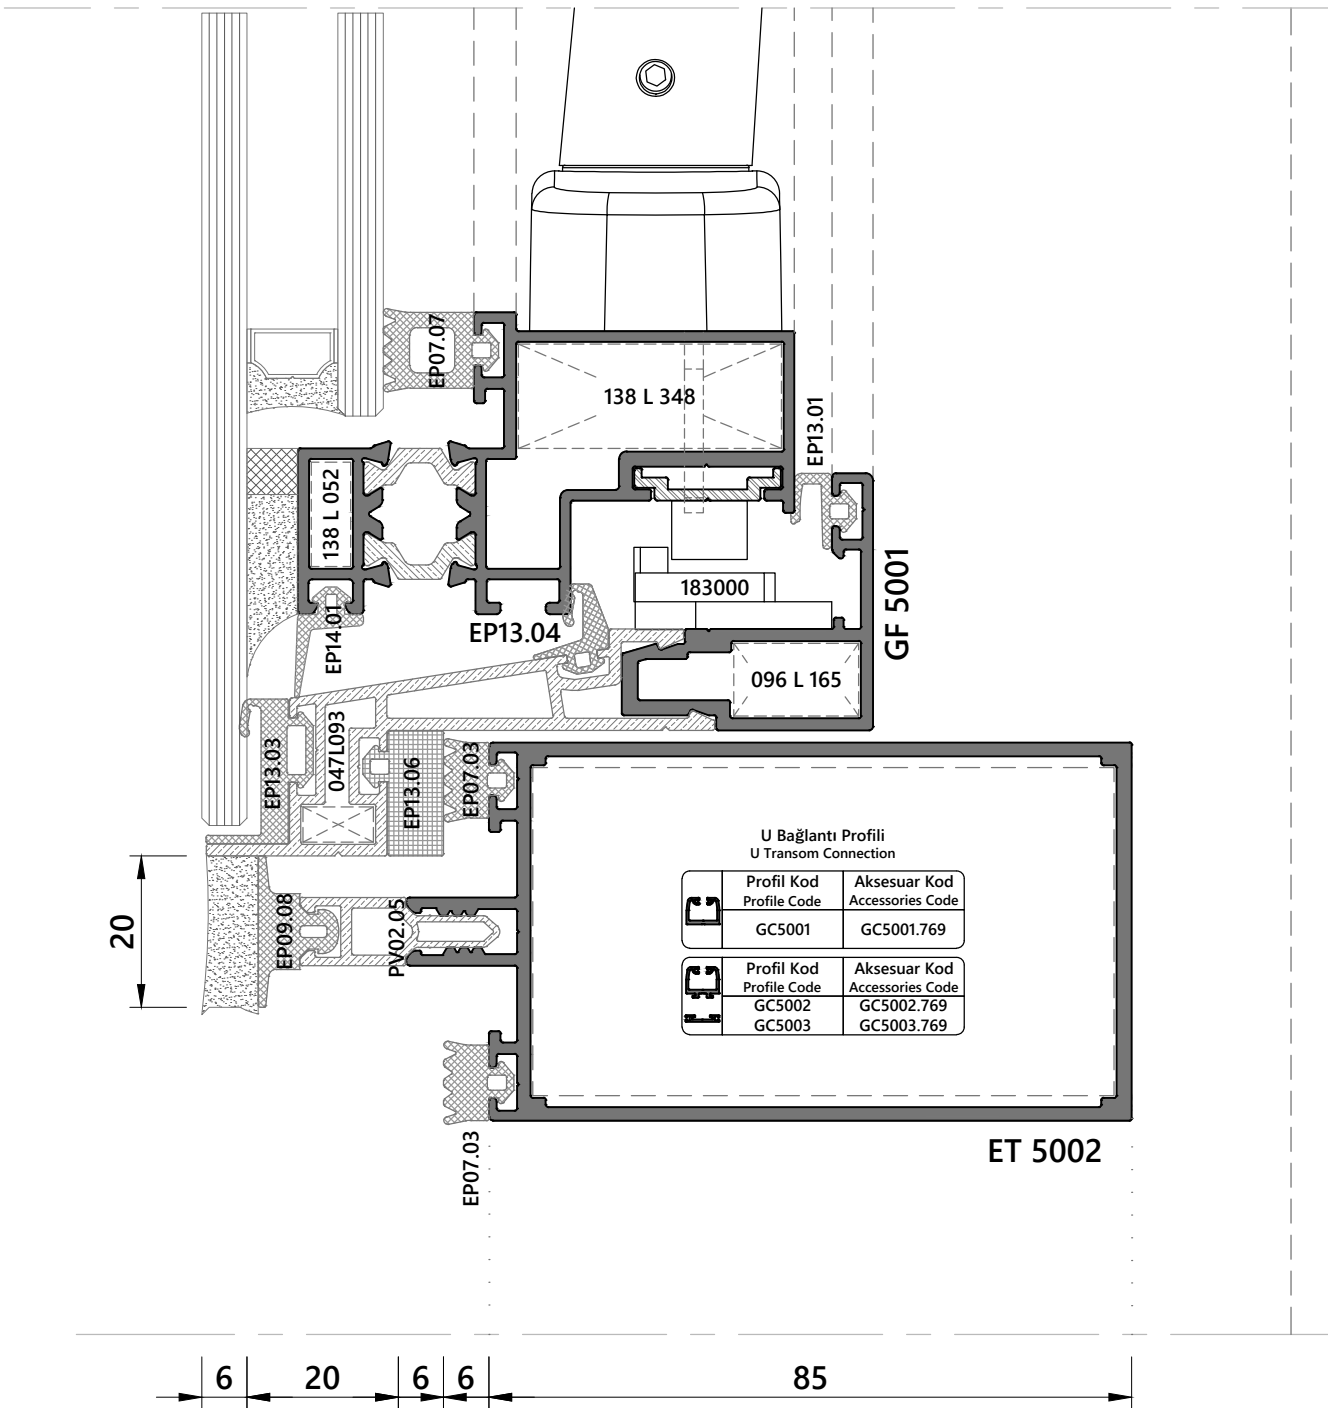 EP07.07
138 L 348
EP13.01
138 L 052
GF 5001
183000
EP14.01
EP13.04
096 L 165
EP13.03
047L093
EP13.06
EP07.03
U Bağlantı Profili
U Transom Connection
Profil Kod Aksesuar Kod
Profile Code Accessories Code
GC5001 GC5001.769
20
EP09.08
PV02.05
Profil Kod Aksesuar Kod
Profile Code Accessories Code
GC5002 GC5002.769
GC5003 GC5003.769
EP07.03
ET 5002
6 20 6 6 85